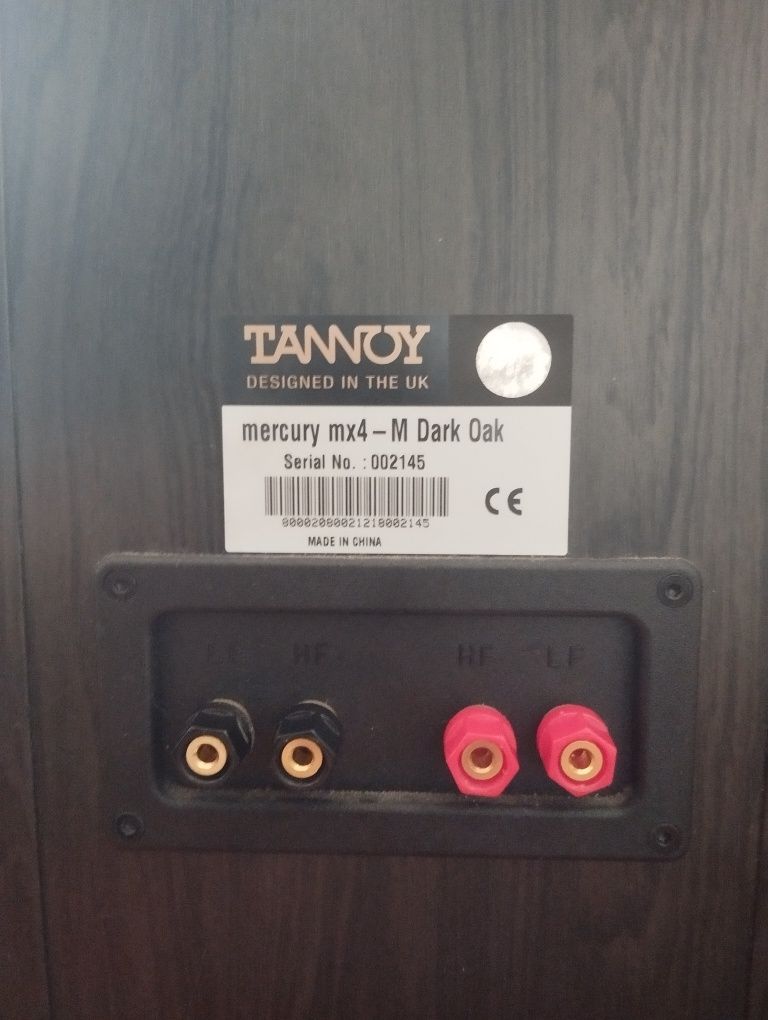 TANNOY
DESIGNED IN THE UK
mercury mx4 – M Dark Oak
Serial No. : 002145
CE
80002080021218002145
MADE IN CHINA
LF HF HF LF